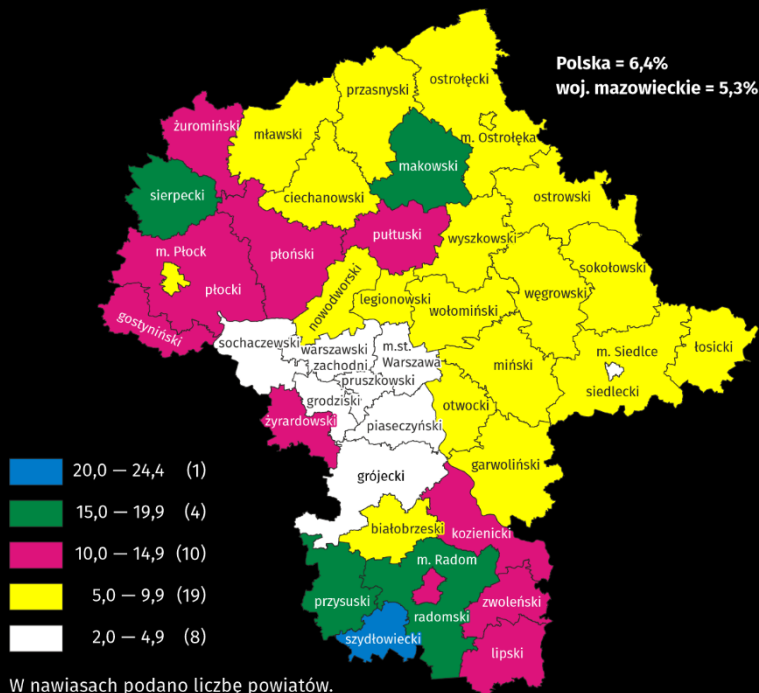 Polska = 6,4%
woj. mazowieckie = 5,3%
ostrołęcki
przasnyski
żuromiński
mławski
m. Ostrołęka
makowski
sierpecki
ciechanowski
ostrowski
pułtuski
wyszkowski
m. Płock
płoński
sokołowski
nowodworski
legionowski
węgrowski
płocki
wołomiński
gostyniński
sochaczewski
warszawski
zachodni
m.st.
Warszawa
łosicki
m. Siedlce
miński
pruszkowski
siedlecki
grodziski
otwocki
żyrardowski
piaseczyński
garwoliński
grójecki
białobrzeski
kozienicki
m. Radom
przysuski
zwoleński
radomski
szydłowiecki
lipski
20,0 — 24,4 (1)
15,0 — 19,9 (4)
10,0 — 14,9 (10)
5,0 — 9,9 (19)
2,0 — 4,9 (8)
W nawiasach podano liczbę powiatów.